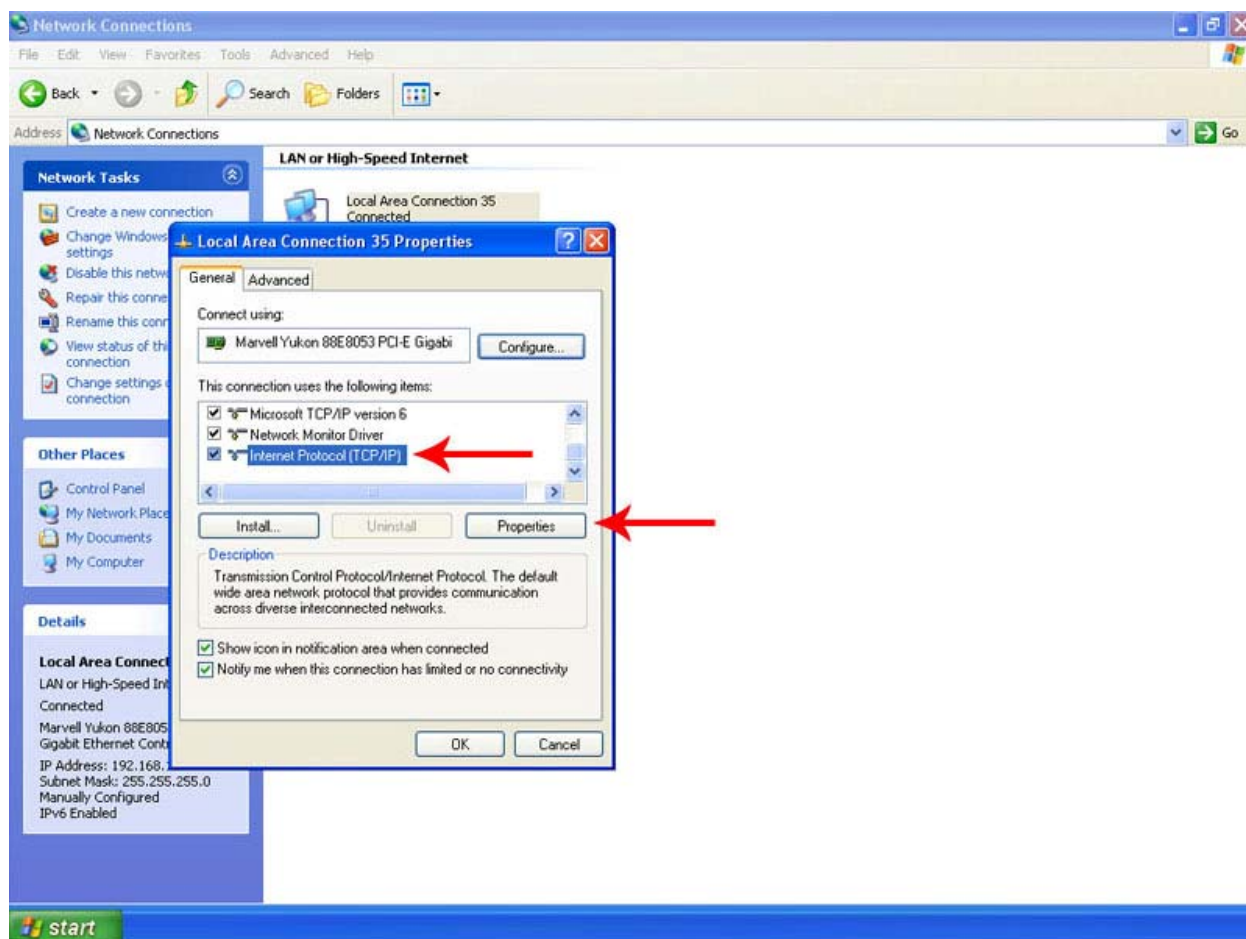 Network Connections
File Edit View Favorites Tools Advanced Help
Back Search Folders
Address Network Connections Go
LAN or High-Speed Internet
Local Area Connection 35
Connected
Network Tasks
Create a new connection
Change Windows
settings
Disable this netw
Repair this conne
Rename this conn
View status of thi
connection
Change settings
connection
Other Places
Control Panel
My Network Place
My Documents
My Computer
Details
Local Area Connect
LAN or High-Speed Int
Connected
Marvell Yukon 88E805
Gigabit Ethernet Contr
IP Address: 192.168.
Subnet Mask: 255.255.255.0
Manually Configured
IPv6 Enabled
Local Area Connection 35 Properties
General Advanced
Connect using:
Marvell Yukon 88E8053 PCI-E Gigabi
Configure...
This connection uses the following items:
Microsoft TCP/IP version 6
Network Monitor Driver
Internet Protocol (TCP/IP)
Install... Uninstall Properties
Description
Transmission Control Protocol/Internet Protocol. The default
wide area network protocol that provides communication
across diverse interconnected networks.
Show icon in notification area when connected
Notify me when this connection has limited or no connectivity
OK Cancel
start